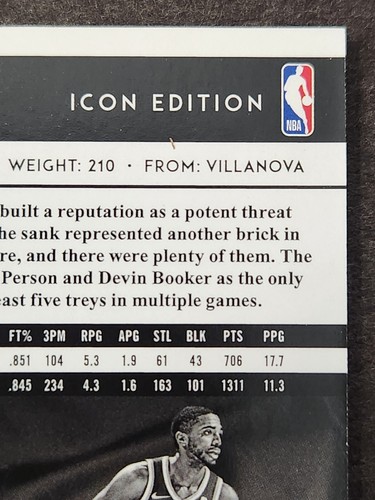 ICON EDITION
NBA
WEIGHT: 210 · FROM: VILLANOVA
built a reputation as a potent threat
he sank represented another brick in
re, and there were plenty of them. The
Person and Devin Booker as the only
east five treys in multiple games.
FT% 3PM RPG APG STL BLK PTS PPG
.851 104 5.3 1.9 61 43 706 17.7
.845 234 4.3 1.6 163 101 1311 11.3